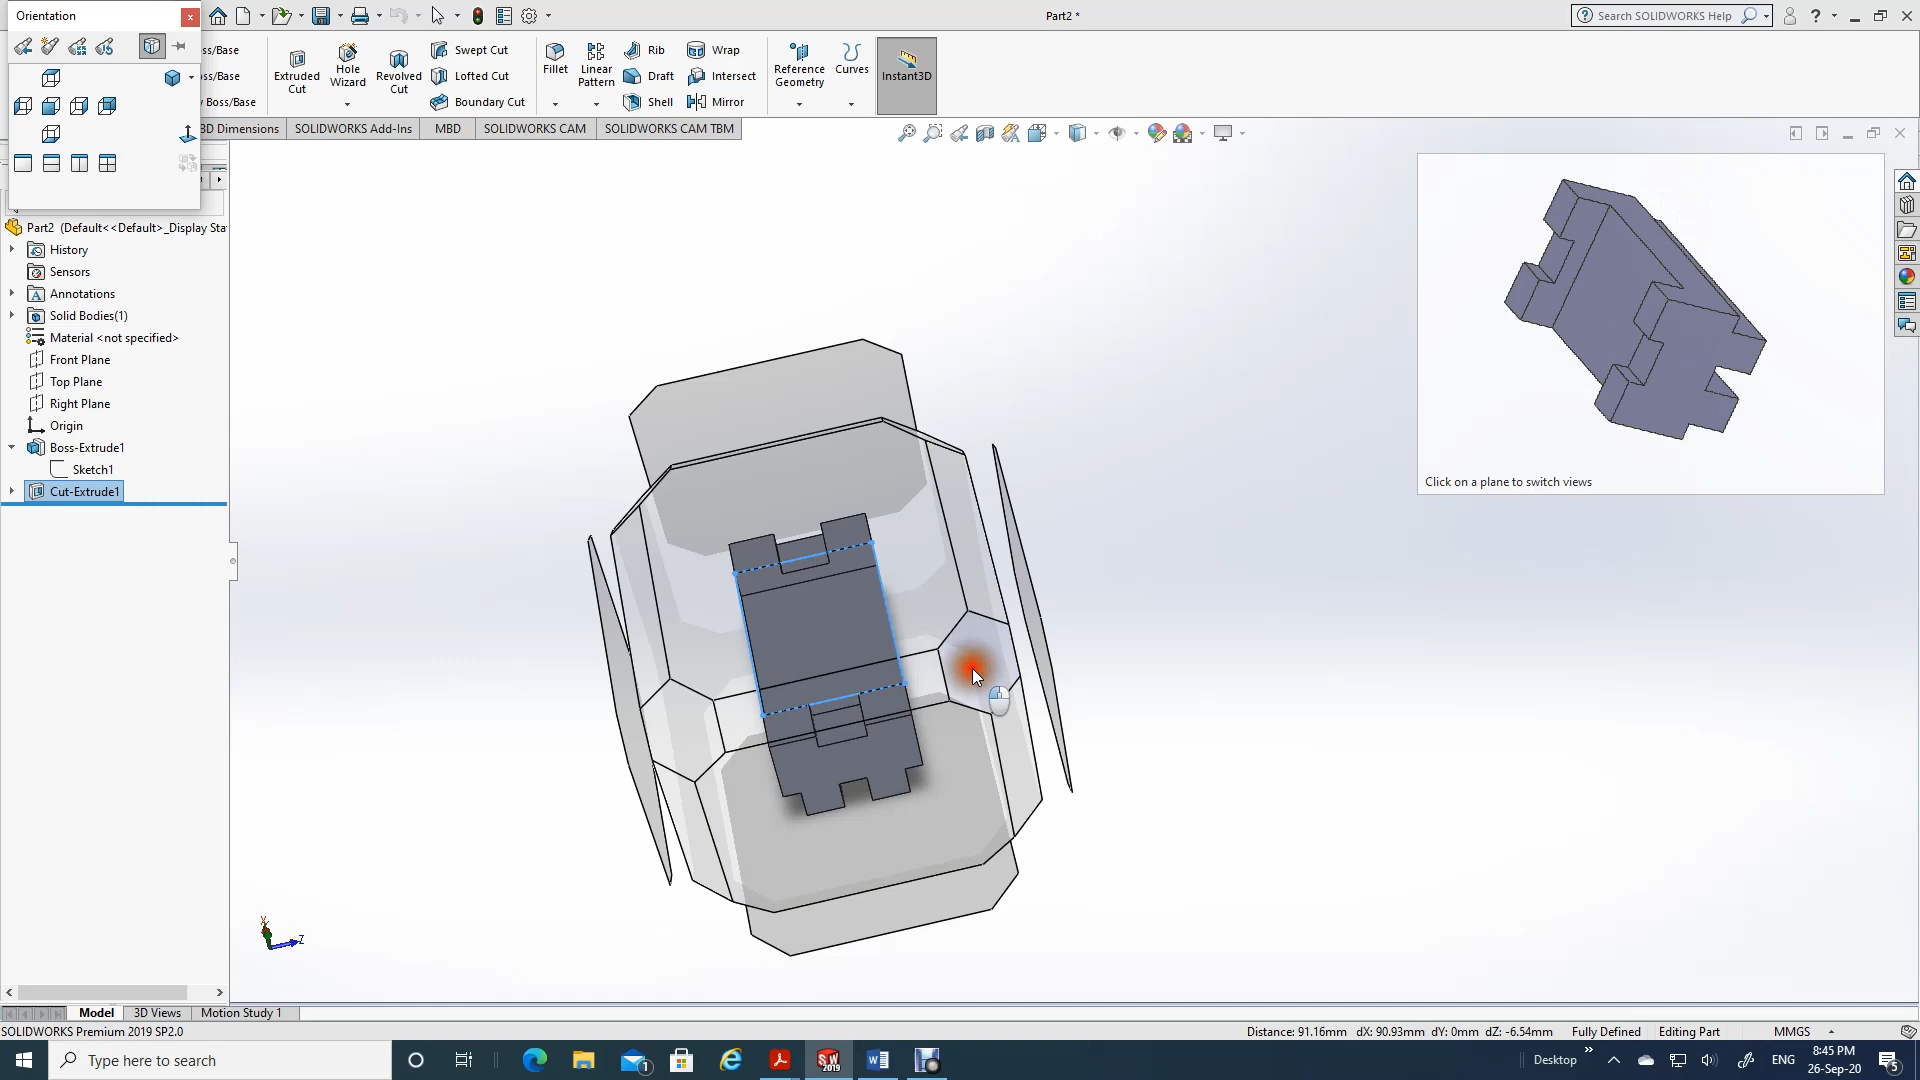 Orientation
Part2 *
Search SOLIDWORKS Help
ss/Base
ss/Base
y Boss/Base
Extruded Cut
Hole Wizard
Revolved Cut
Swept Cut
Lofted Cut
Boundary Cut
Fillet
Linear Pattern
Rib
Draft
Shell
Wrap
Intersect
Mirror
Reference Geometry
Curves
Instant3D
3D Dimensions
SOLIDWORKS Add-Ins
MBD
SOLIDWORKS CAM
SOLIDWORKS CAM TBM
Part2 (Default<<Default>_Display Sta
History
Sensors
Annotations
Solid Bodies(1)
Material <not specified>
Front Plane
Top Plane
Right Plane
Origin
Boss-Extrude1
Sketch1
Cut-Extrude1
Click on a plane to switch views
Z
Model
3D Views
Motion Study 1
SOLIDWORKS Premium 2019 SP2.0
Distance: 91.16mm dX: 90.93mm dY: 0mm dZ: -6.54mm
Fully Defined
Editing Part
MMGS
Type here to search
1
SW
2019
Desktop
ENG
8:45 PM
26-Sep-20
5